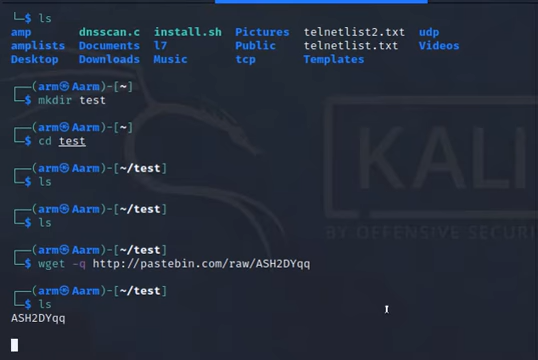 └─$ ls
amp dnsscan.c install.sh Pictures telnetlist2.txt udp
amplists Documents l7 Public telnetlist.txt Videos
Desktop Downloads Music tcp Templates
┌──(arm㉿Aarm)-[~]
└─$ mkdir test
┌──(arm㉿Aarm)-[~]
└─$ cd test
┌──(arm㉿Aarm)-[~/test]
└─$ ls
┌──(arm㉿Aarm)-[~/test]
└─$ ls
┌──(arm㉿Aarm)-[~/test]
└─$ wget -q http://pastebin.com/raw/ASH2DYqq
┌──(arm㉿Aarm)-[~/test]
└─$ ls
ASH2DYqq
KALI
BY DEFENSIVE SECURI